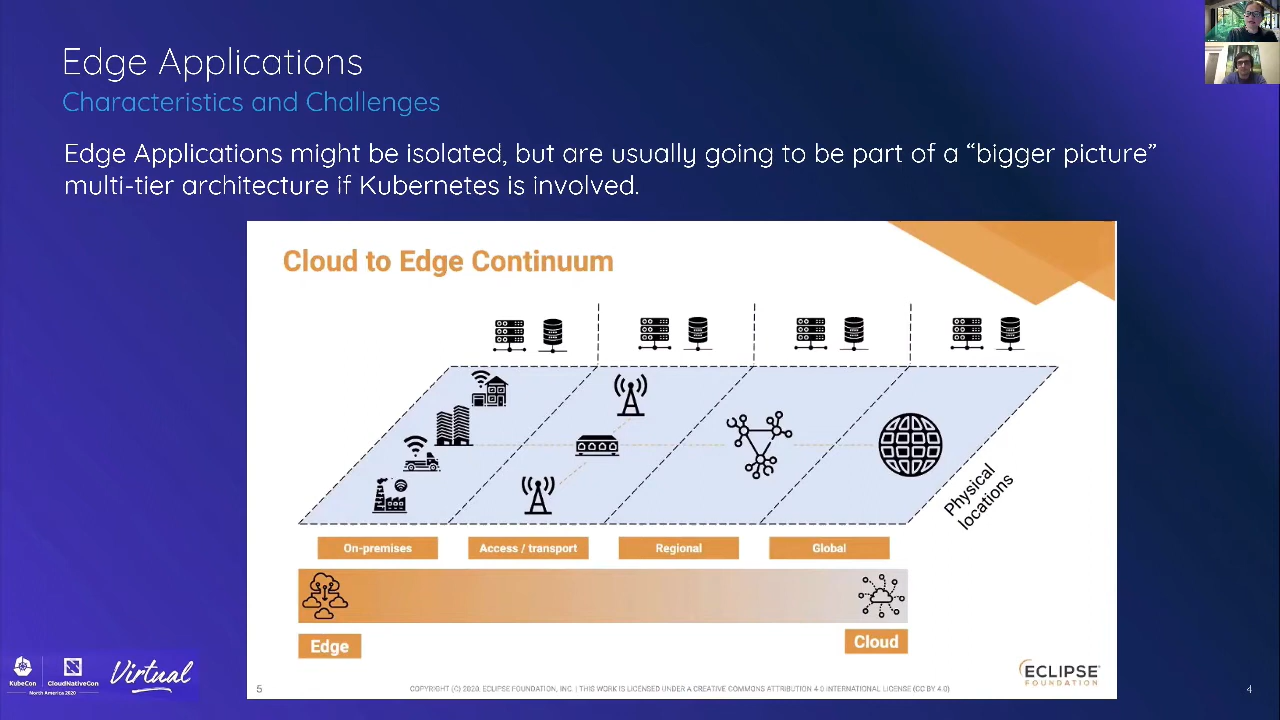 Edge Applications
Characteristics and Challenges
Edge Applications might be isolated, but are usually going to be part of a “bigger picture”
multi-tier architecture if Kubernetes is involved.
Cloud to Edge Continuum
Physical
locations
On-premises
Access / transport
Regional
Global
Edge
Cloud
ECLIPSE
FOUNDATION
5
COPYRIGHT (C) 2020, ECLIPSE FOUNDATION, INC. | THIS WORK IS LICENSED UNDER A CREATIVE COMMONS ATTRIBUTION 4.0 INTERNATIONAL LICENSE (CC BY 4.0)
KubeCon
CloudNativeCon
North America 2020
Virtual
4